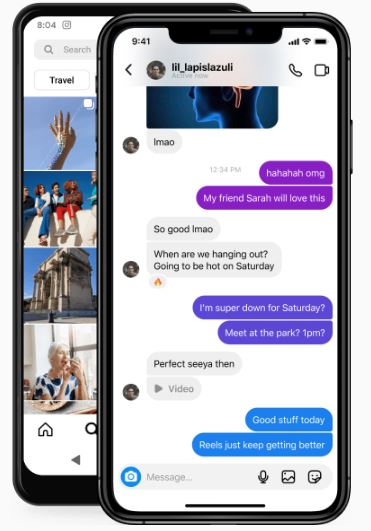 8:04
Search
Travel
9:41
lil_lapislazuli
Active now
lmao
12:34 PM
hahahah omg
My friend Sarah will love this
So good lmao
When are we hanging out?
Going to be hot on Saturday
I'm super down for Saturday?
Meet at the park? 1pm?
Perfect seeya then
Video
Good stuff today
Reels just keep getting better
Message...